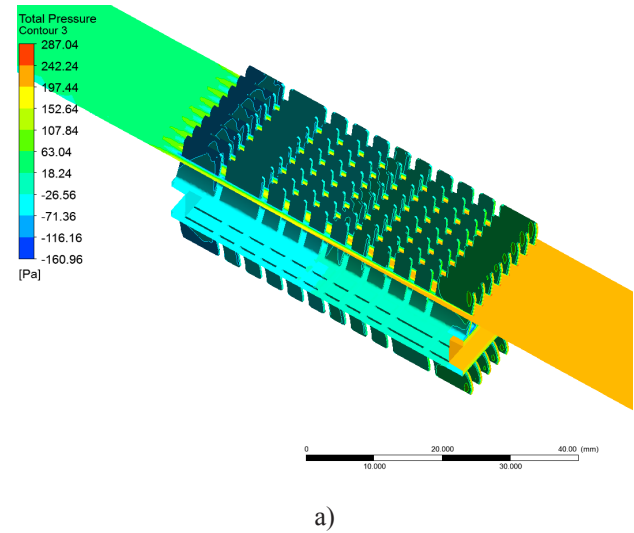 Total Pressure
Contour 3
287.04
242.24
197.44
152.64
107.84
63.04
18.24
-26.56
-71.36
-116.16
-160.96
[Pa]
0 20.000 40.00 (mm)
10.000 30.000
a)